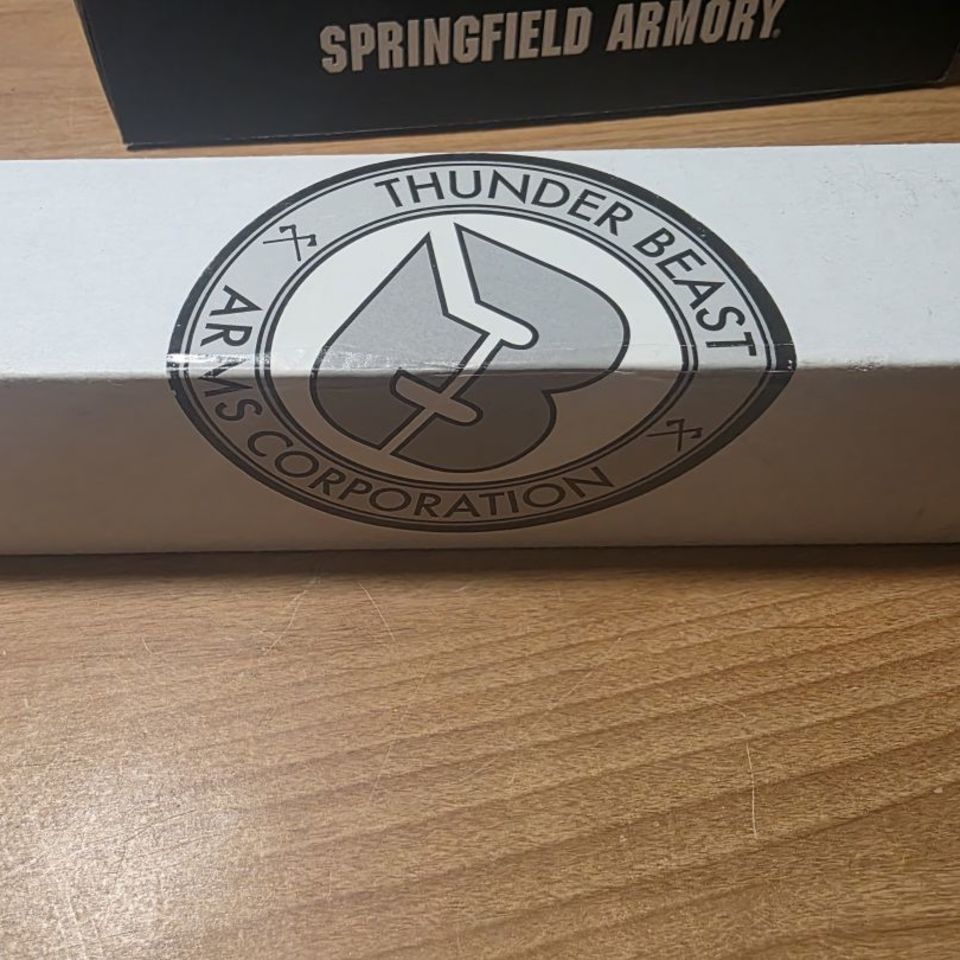 SPRINGFIELD ARMORY.
THUNDER BEAST
ARMS CORPORATION